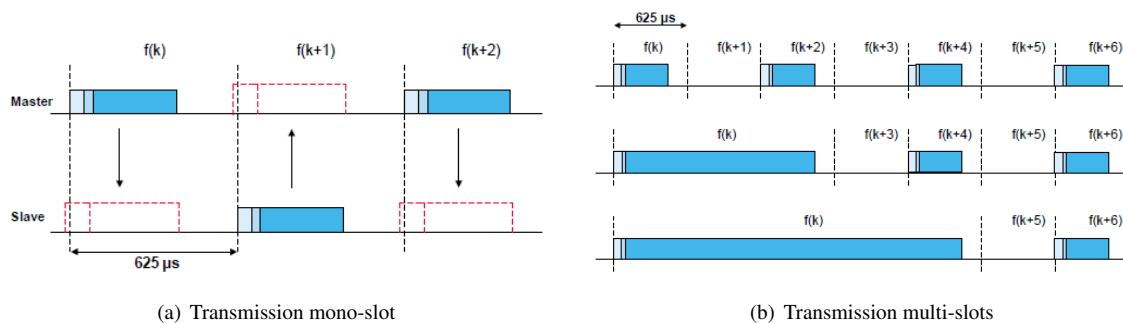 625 µs
f(k) f(k+1) f(k+2)
Master
Slave
625 µs
(a) Transmission mono-slot
f(k) f(k+1) f(k+2) f(k+3) f(k+4) f(k+5) f(k+6)
f(k) f(k+3) f(k+4) f(k+5) f(k+6)
f(k) f(k+5) f(k+6)
(b) Transmission multi-slots